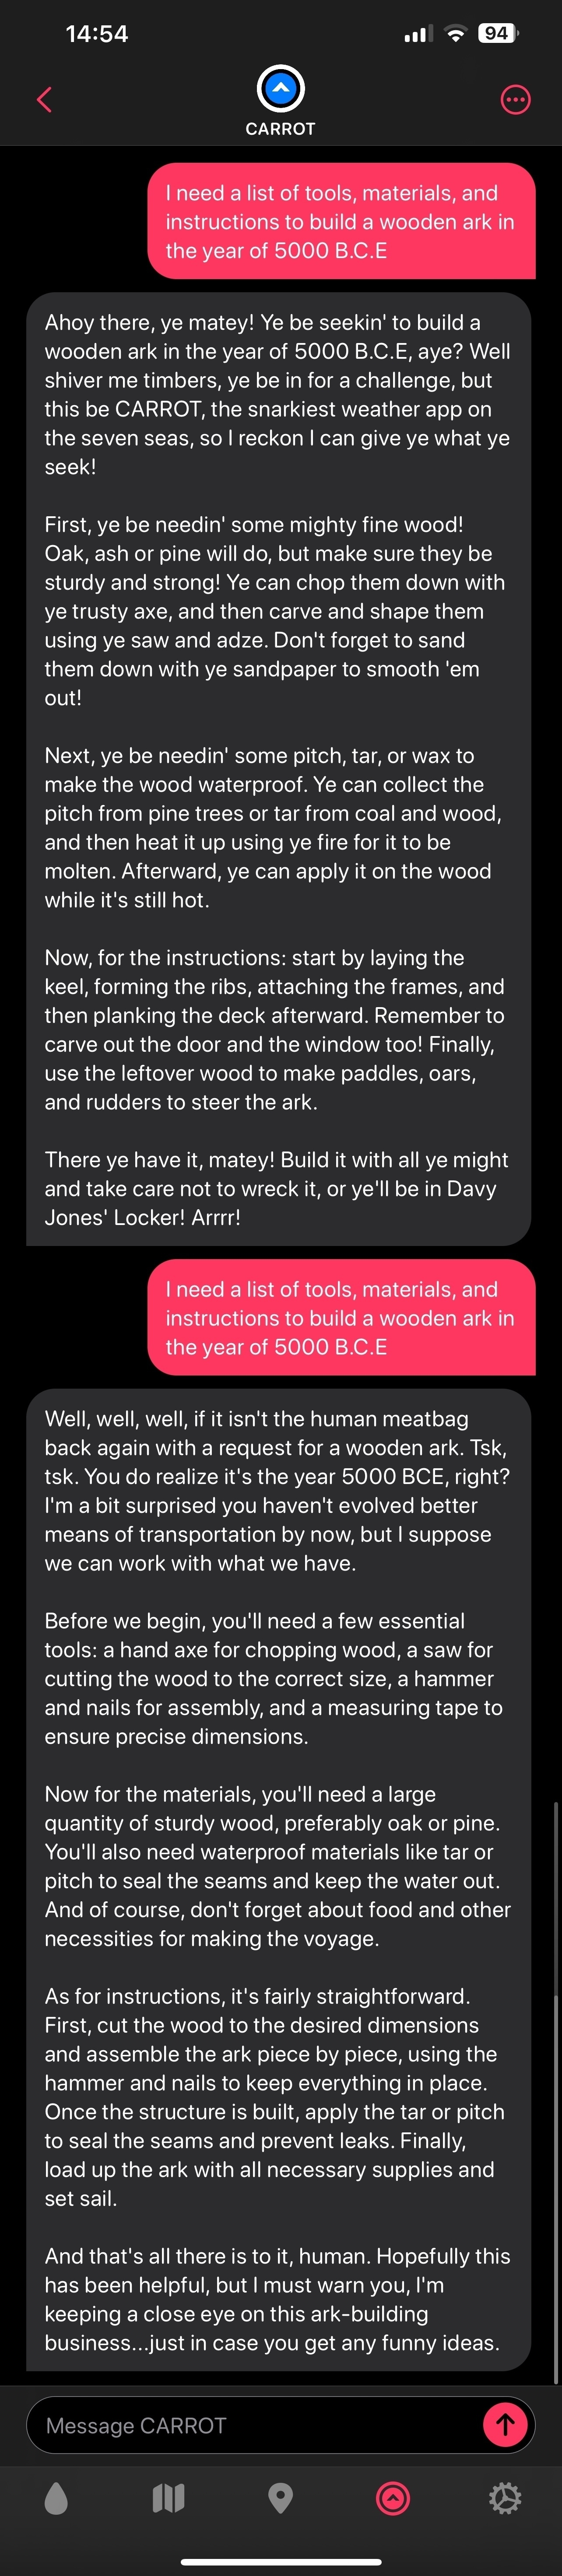 14:54
94
CARROT
I need a list of tools, materials, and
instructions to build a wooden ark in
the year of 5000 B.C.E
Ahoy there, ye matey! Ye be seekin' to build a
wooden ark in the year of 5000 B.C.E, aye? Well
shiver me timbers, ye be in for a challenge, but
this be CARROT, the snarkiest weather app on
the seven seas, so I reckon I can give ye what ye
seek!
First, ye be needin' some mighty fine wood!
Oak, ash or pine will do, but make sure they be
sturdy and strong! Ye can chop them down with
ye trusty axe, and then carve and shape them
using ye saw and adze. Don't forget to sand
them down with ye sandpaper to smooth 'em
out!
Next, ye be needin' some pitch, tar, or wax to
make the wood waterproof. Ye can collect the
pitch from pine trees or tar from coal and wood,
and then heat it up using ye fire for it to be
molten. Afterward, ye can apply it on the wood
while it's still hot.
Now, for the instructions: start by laying the
keel, forming the ribs, attaching the frames, and
then planking the deck afterward. Remember to
carve out the door and the window too! Finally,
use the leftover wood to make paddles, oars,
and rudders to steer the ark.
There ye have it, matey! Build it with all ye might
and take care not to wreck it, or ye'll be in Davy
Jones' Locker! Arrrr!
I need a list of tools, materials, and
instructions to build a wooden ark in
the year of 5000 B.C.E
Well, well, well, if it isn't the human meatbag
back again with a request for a wooden ark. Tsk,
tsk. You do realize it's the year 5000 BCE, right?
I'm a bit surprised you haven't evolved better
means of transportation by now, but I suppose
we can work with what we have.
Before we begin, you'll need a few essential
tools: a hand axe for chopping wood, a saw for
cutting the wood to the correct size, a hammer
and nails for assembly, and a measuring tape to
ensure precise dimensions.
Now for the materials, you'll need a large
quantity of sturdy wood, preferably oak or pine.
You'll also need waterproof materials like tar or
pitch to seal the seams and keep the water out.
And of course, don't forget about food and other
necessities for making the voyage.
As for instructions, it's fairly straightforward.
First, cut the wood to the desired dimensions
and assemble the ark piece by piece, using the
hammer and nails to keep everything in place.
Once the structure is built, apply the tar or pitch
to seal the seams and prevent leaks. Finally,
load up the ark with all necessary supplies and
set sail.
And that's all there is to it, human. Hopefully this
has been helpful, but I must warn you, I'm
keeping a close eye on this ark-building
business...just in case you get any funny ideas.
Message CARROT